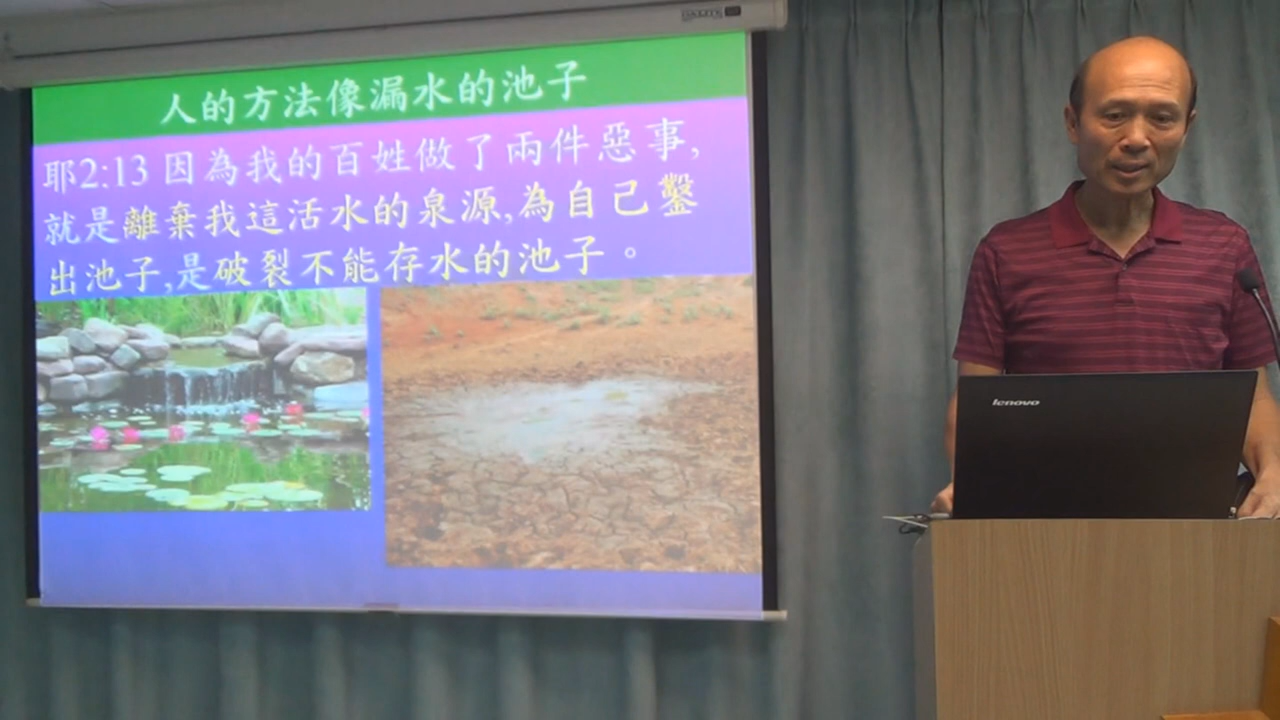 人的方法像漏水的池子
耶2:13 因為我的百姓做了兩件惡事,
就是離棄我這活水的泉源,為自己鑿
出池子,是破裂不能存水的池子。
DALITE
lenovo